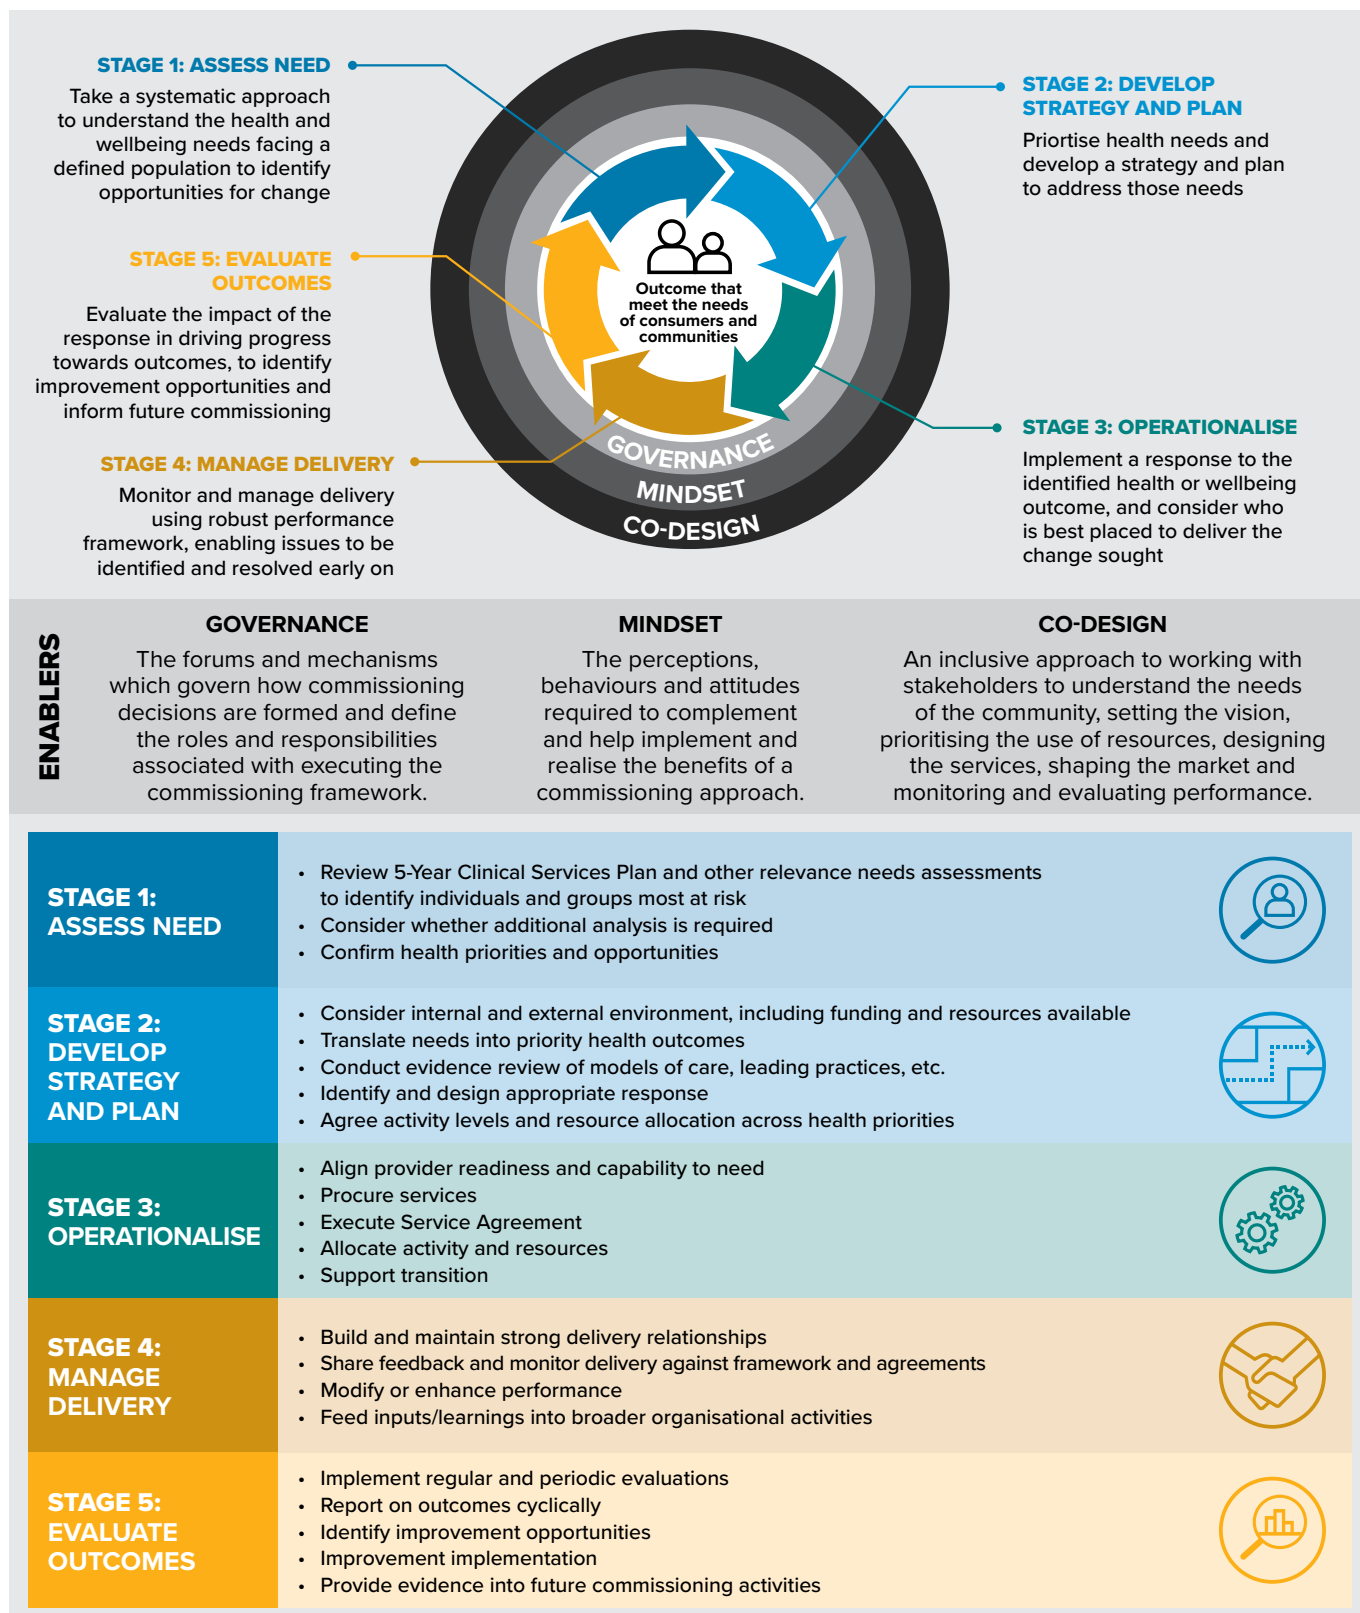 STAGE 1: ASSESS NEED
Take a systematic approach
to understand the health and
wellbeing needs facing a
defined population to identify
opportunities for change
STAGE 2: DEVELOP
STRATEGY AND PLAN
Priortise health needs and
develop a strategy and plan
to address those needs
STAGE 5: EVALUATE
OUTCOMES
Evaluate the impact of the
response in driving progress
towards outcomes, to identify
improvement opportunities and
inform future commissioning
Outcome that
meet the needs
of consumers and
communities
STAGE 3: OPERATIONALISE
Implement a response to the
identified health or wellbeing
outcome, and consider who
is best placed to deliver the
change sought
STAGE 4: MANAGE DELIVERY
Monitor and manage delivery
using robust performance
framework, enabling issues to be
identified and resolved early on
GOVERNANCE
MINDSET
CO-DESIGN
ENABLERS
GOVERNANCE
The forums and mechanisms
which govern how commissioning
decisions are formed and define
the roles and responsibilities
associated with executing the
commissioning framework.
MINDSET
The perceptions,
behaviours and attitudes
required to complement
and help implement and
realise the benefits of a
commissioning approach.
CO-DESIGN
An inclusive approach to working with
stakeholders to understand the needs
of the community, setting the vision,
prioritising the use of resources, designing
the services, shaping the market and
monitoring and evaluating performance.
STAGE 1:
ASSESS NEED
• Review 5-Year Clinical Services Plan and other relevance needs assessments
to identify individuals and groups most at risk
• Consider whether additional analysis is required
• Confirm health priorities and opportunities
STAGE 2:
DEVELOP
STRATEGY
AND PLAN
• Consider internal and external environment, including funding and resources available
• Translate needs into priority health outcomes
• Conduct evidence review of models of care, leading practices, etc.
• Identify and design appropriate response
• Agree activity levels and resource allocation across health priorities
STAGE 3:
OPERATIONALISE
• Align provider readiness and capability to need
• Procure services
• Execute Service Agreement
• Allocate activity and resources
• Support transition
STAGE 4:
MANAGE
DELIVERY
• Build and maintain strong delivery relationships
• Share feedback and monitor delivery against framework and agreements
• Modify or enhance performance
• Feed inputs/learnings into broader organisational activities
STAGE 5:
EVALUATE
OUTCOMES
• Implement regular and periodic evaluations
• Report on outcomes cyclically
• Identify improvement opportunities
• Improvement implementation
• Provide evidence into future commissioning activities